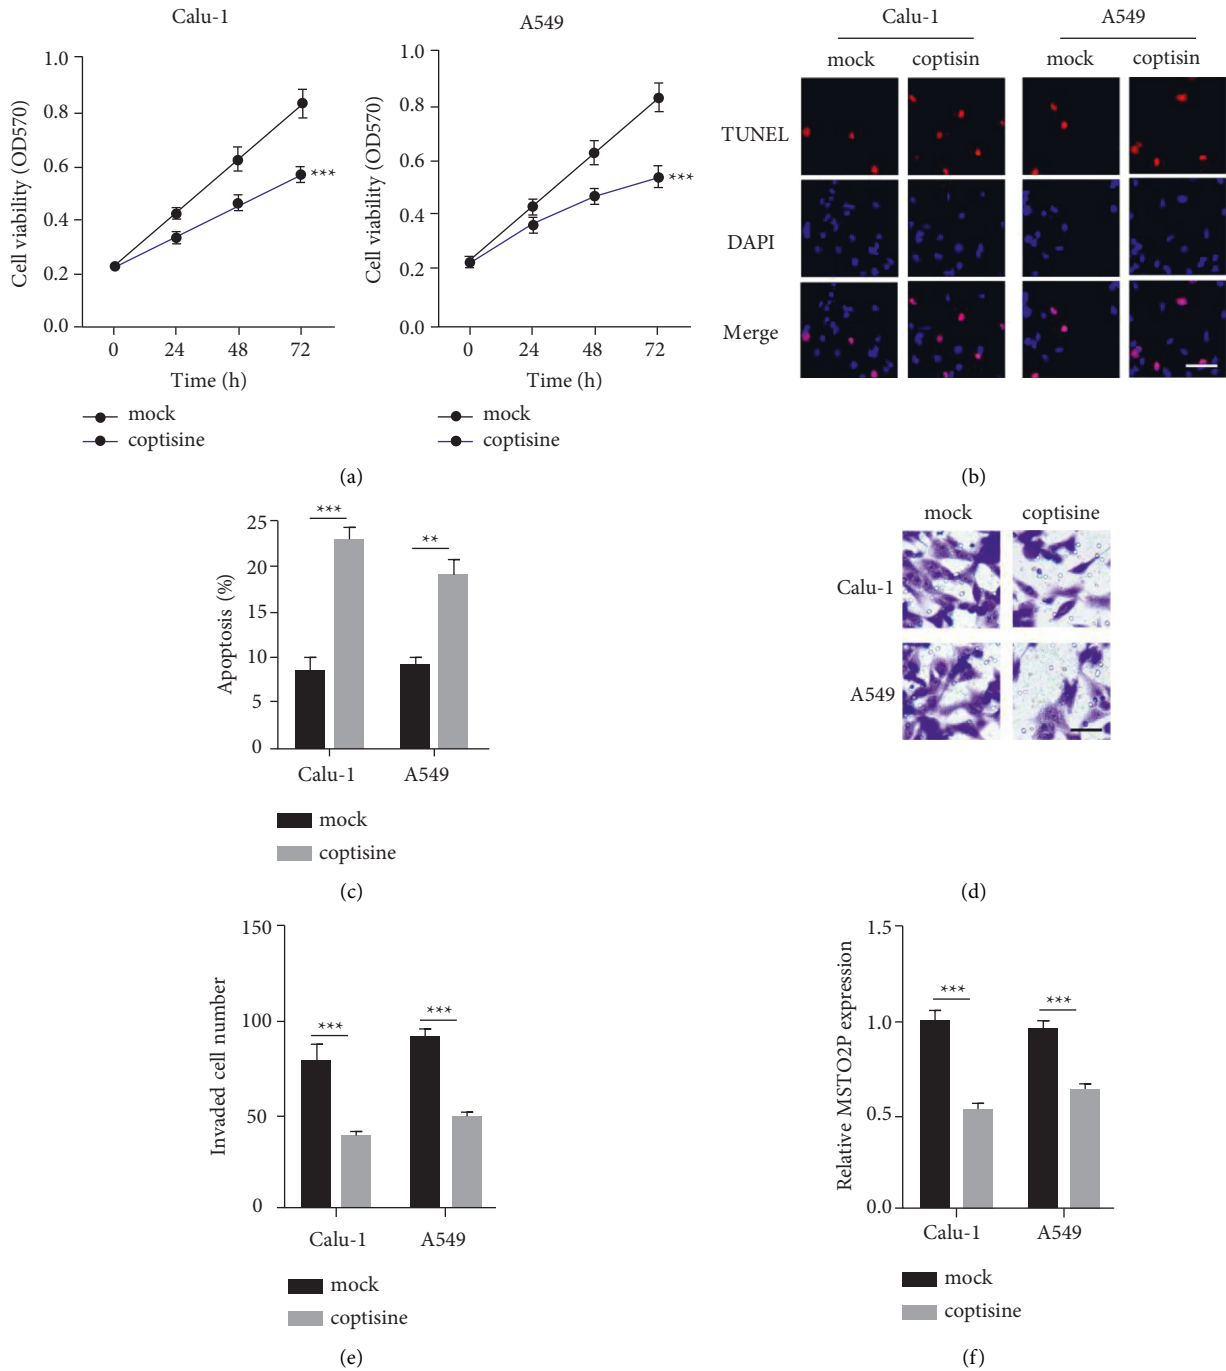 Calu-1
A549
Cell viability (OD570)
1.0
0.8
0.6
0.4
0.2
0.0
***
0 24 48 72
Time (h)
mock
coptisine
Cell viability (OD570)
1.0
0.8
0.6
0.4
0.2
0.0
***
0 24 48 72
Time (h)
mock
coptisine
(a)
Calu-1 A549
mock coptisin mock coptisin
TUNEL
DAPI
Merge
(b)
Apoptosis (%)
25
20
15
10
5
0
***
**
Calu-1 A549
mock
coptisine
(c)
mock coptisine
Calu-1
A549
(d)
Invaded cell number
150
100
50
0
***
***
Calu-1 A549
mock
coptisine
(e)
Relative MSTO2P expression
1.5
1.0
0.5
0.0
***
***
Calu-1 A549
mock
coptisine
(f)